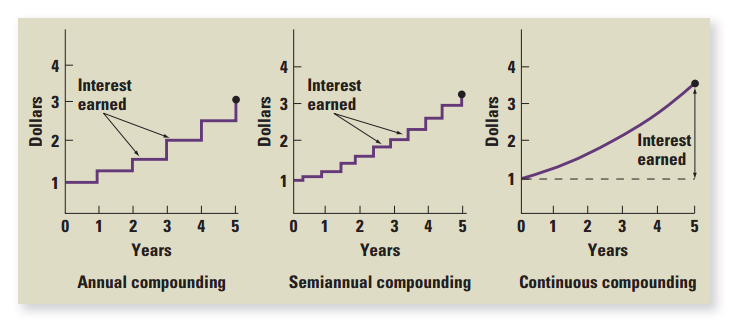 4
3
2
1
Dollars
Interest
earned
0 1 2 3 4 5
Years
Annual compounding
4
3
2
1
Dollars
Interest
earned
0 1 2 3 4 5
Years
Semiannual compounding
4
3
2
1
Dollars
Interest
earned
0 1 2 3 4 5
Years
Continuous compounding